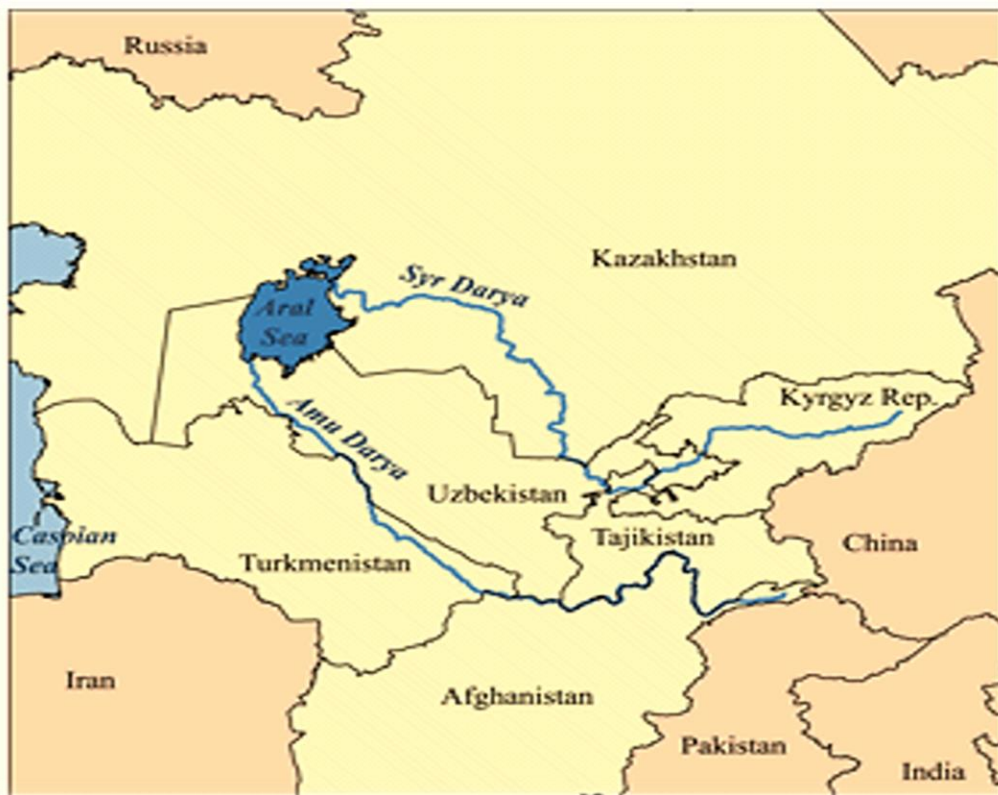 Russia
Kazakhstan
Syr Darya
Aral
Sea
Kyrgyz Rep.
Amu Darya
Uzbekistan
Caspian
Sea
Tajikistan
China
Turkmenistan
Iran
Afghanistan
Pakistan
India